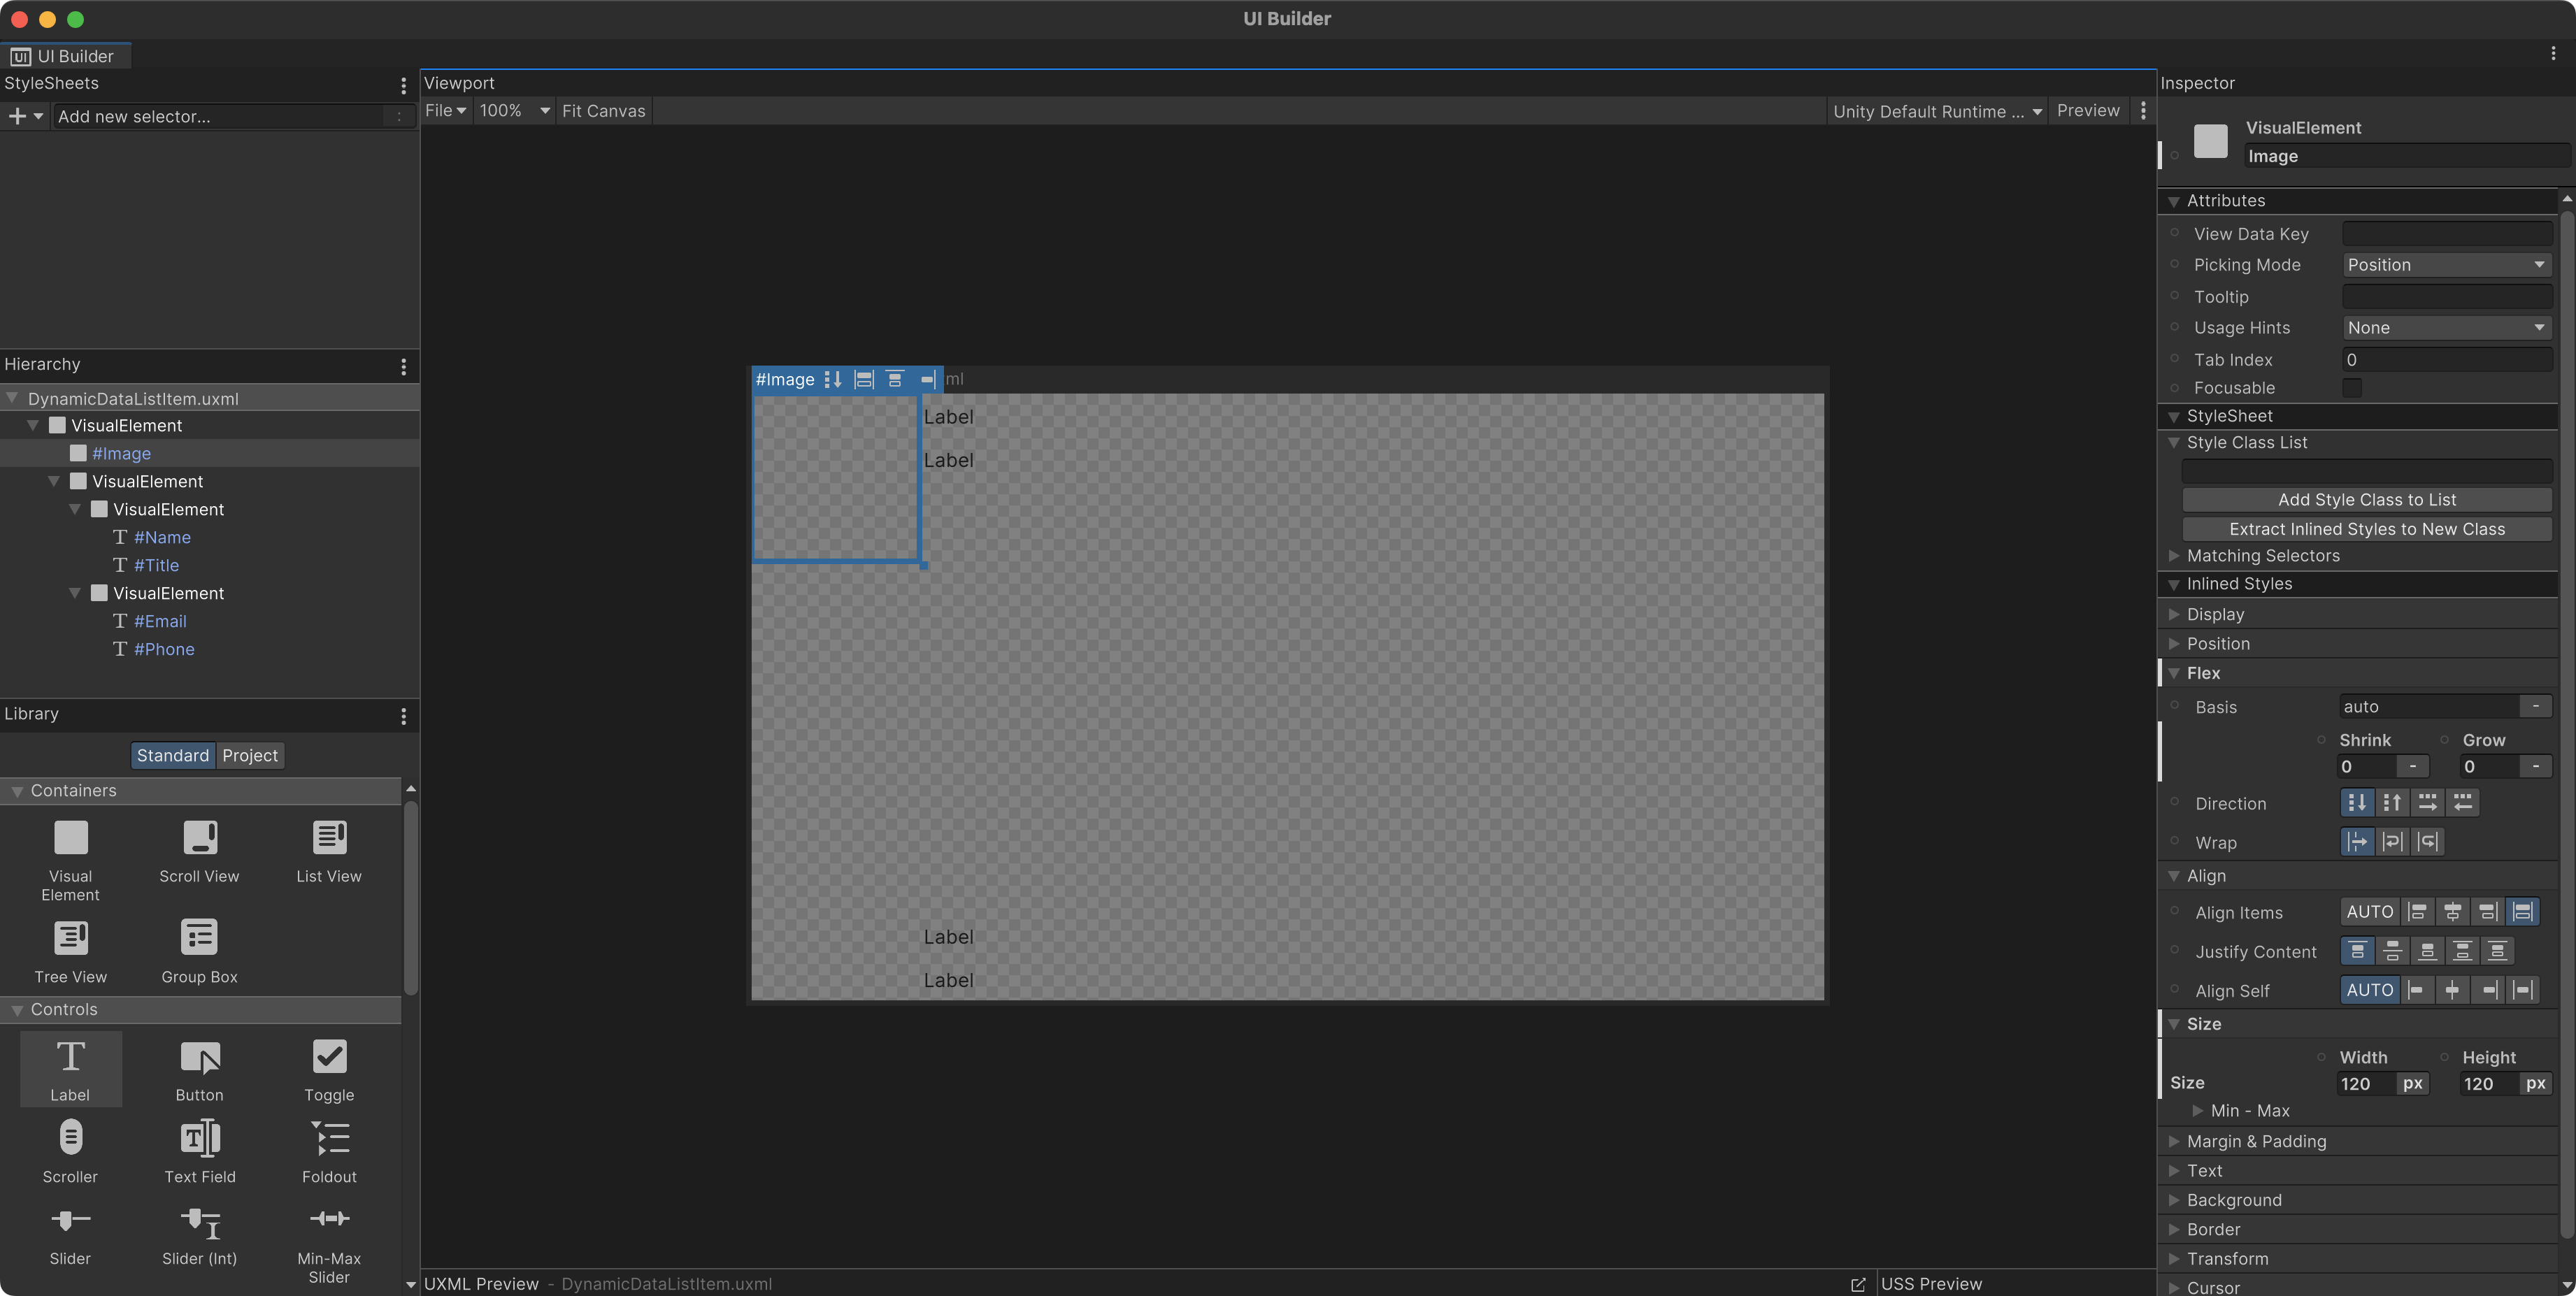 UI Builder
UI Builder
StyleSheets
Add new selector...
Hierarchy
DynamicDataListItem.uxml
VisualElement
#Image
VisualElement
VisualElement
#Name
#Title
VisualElement
#Email
#Phone
Library
Standard Project
Containers
Visual Element
Scroll View
List View
Tree View
Group Box
Controls
Label
Button
Toggle
Scroller
Text Field
Foldout
Slider
Slider (Int)
Min-Max Slider
Viewport
File 100% Fit Canvas
Unity Default Runtime ... Preview
#Image ml
Label
Label
Label
Label
UXML Preview - DynamicDataListItem.uxml
USS Preview
Inspector
VisualElement
Image
Attributes
View Data Key
Picking Mode Position
Tooltip
Usage Hints None
Tab Index 0
Focusable
StyleSheet
Style Class List
Add Style Class to List
Extract Inlined Styles to New Class
Matching Selectors
Inlined Styles
Display
Position
Flex
Basis auto -
Shrink Grow
0 - 0 -
Direction
Wrap
Align
Align Items AUTO
Justify Content
Align Self AUTO
Size
Width Height
Size 120 px 120 px
Min - Max
Margin & Padding
Text
Background
Border
Transform
Cursor